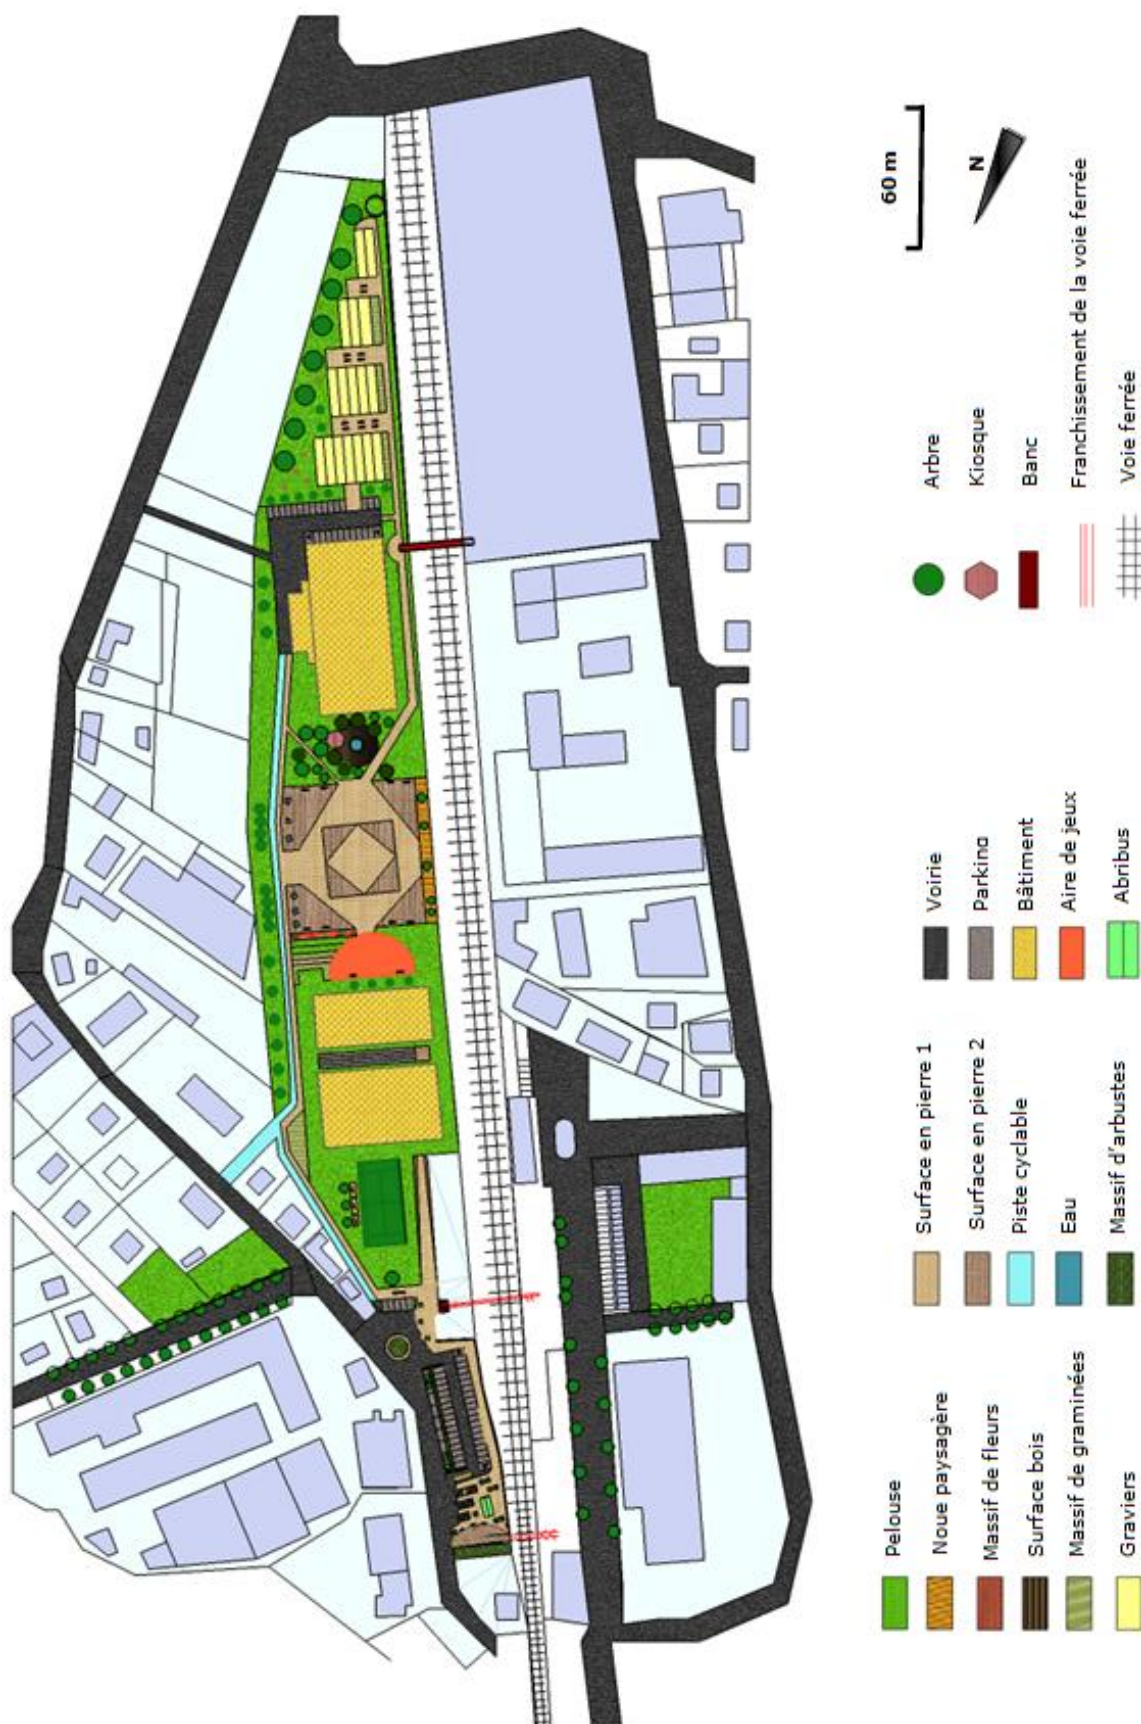 60 m
N
Pelouse
Noue paysagère
Massif de fleurs
Surface bois
Massif de graminées
Graviers
Surface en pierre 1
Surface en pierre 2
Piste cyclable
Eau
Massif d'arbustes
Voirie
Parking
Bâtiment
Aire de jeux
Abribus
Arbre
Kiosque
Banc
Franchissement de la voie ferrée
Voie ferrée